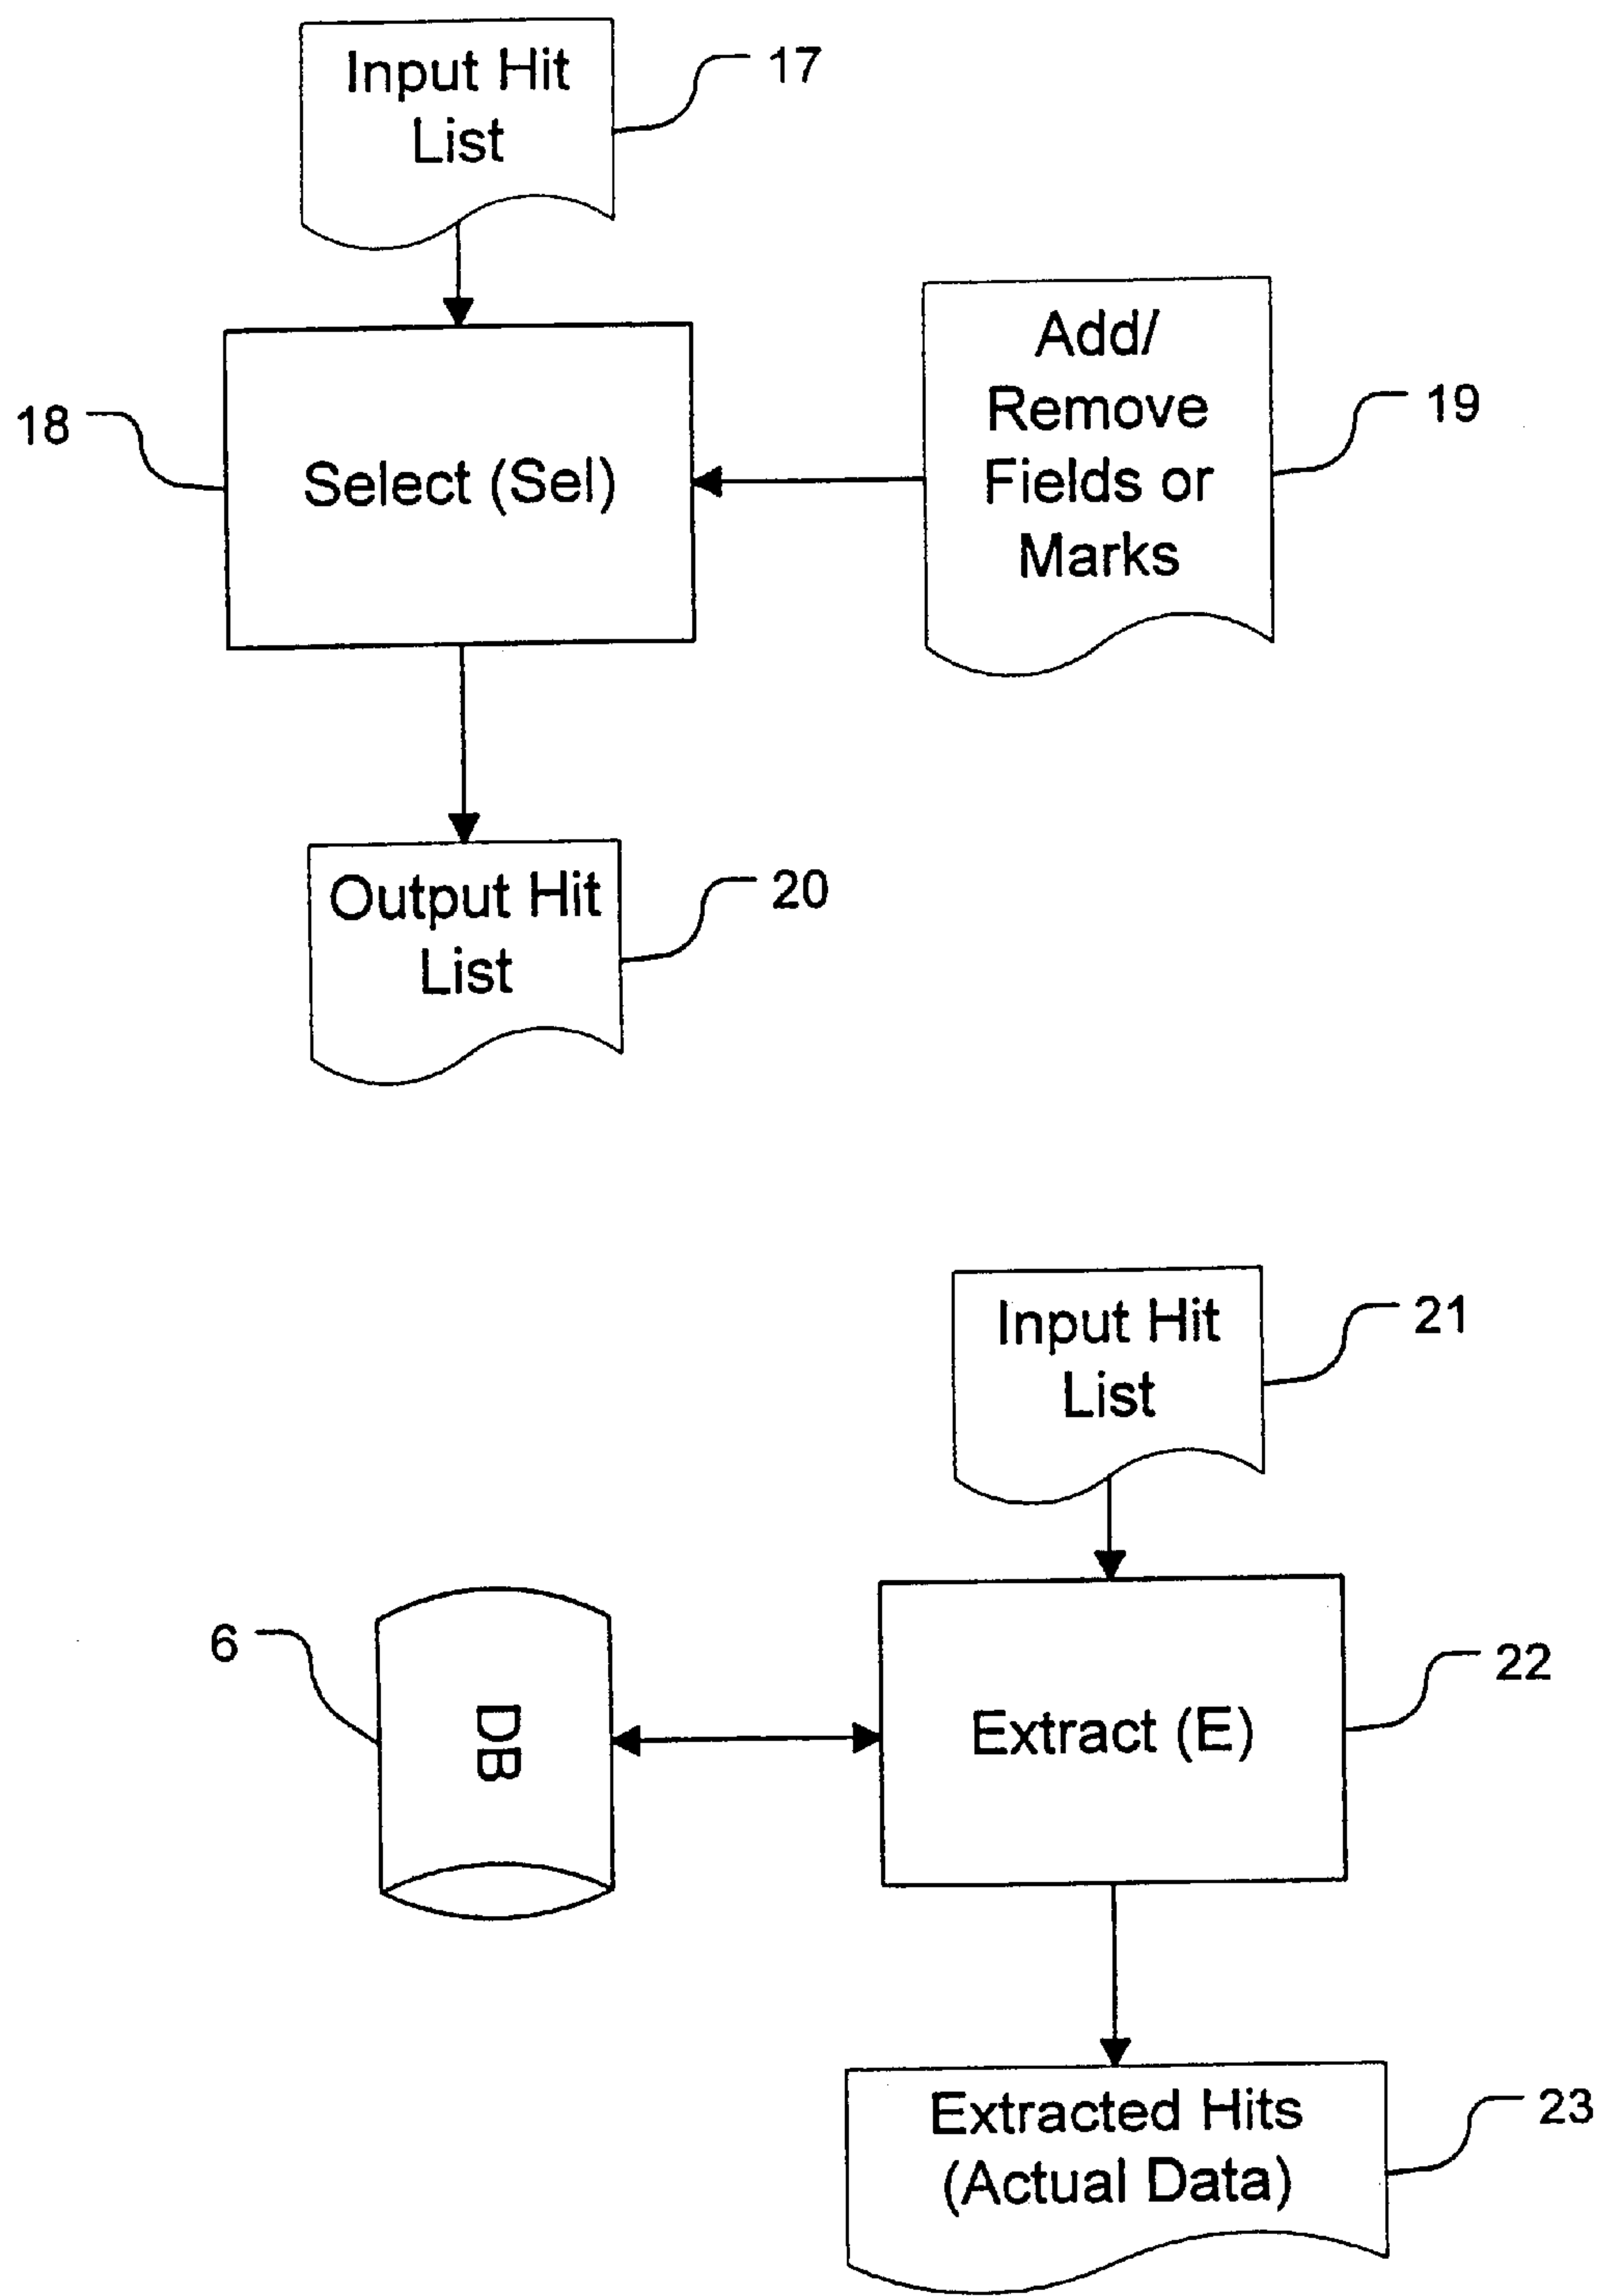 Input Hit
List
17
Add/
Remove
Fields or
Marks
19
18
Select (Sel)
Output Hit
List
20
Input Hit
List
21
6
DB
Extract (E)
22
Extracted Hits
(Actual Data)
23